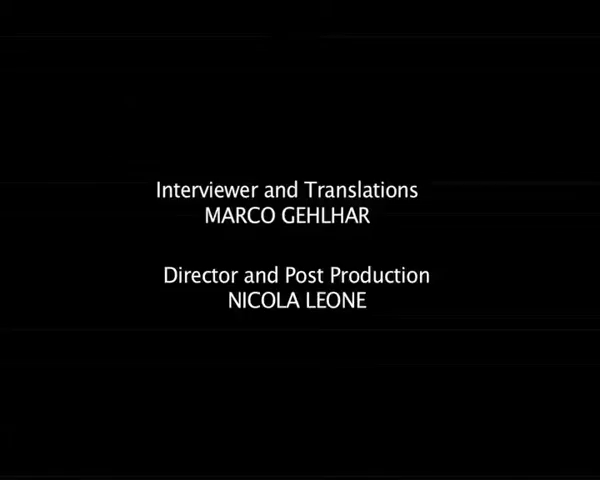 Interviewer and Translations
MARCO GEHLHAR
Director and Post Production
NICOLA LEONE